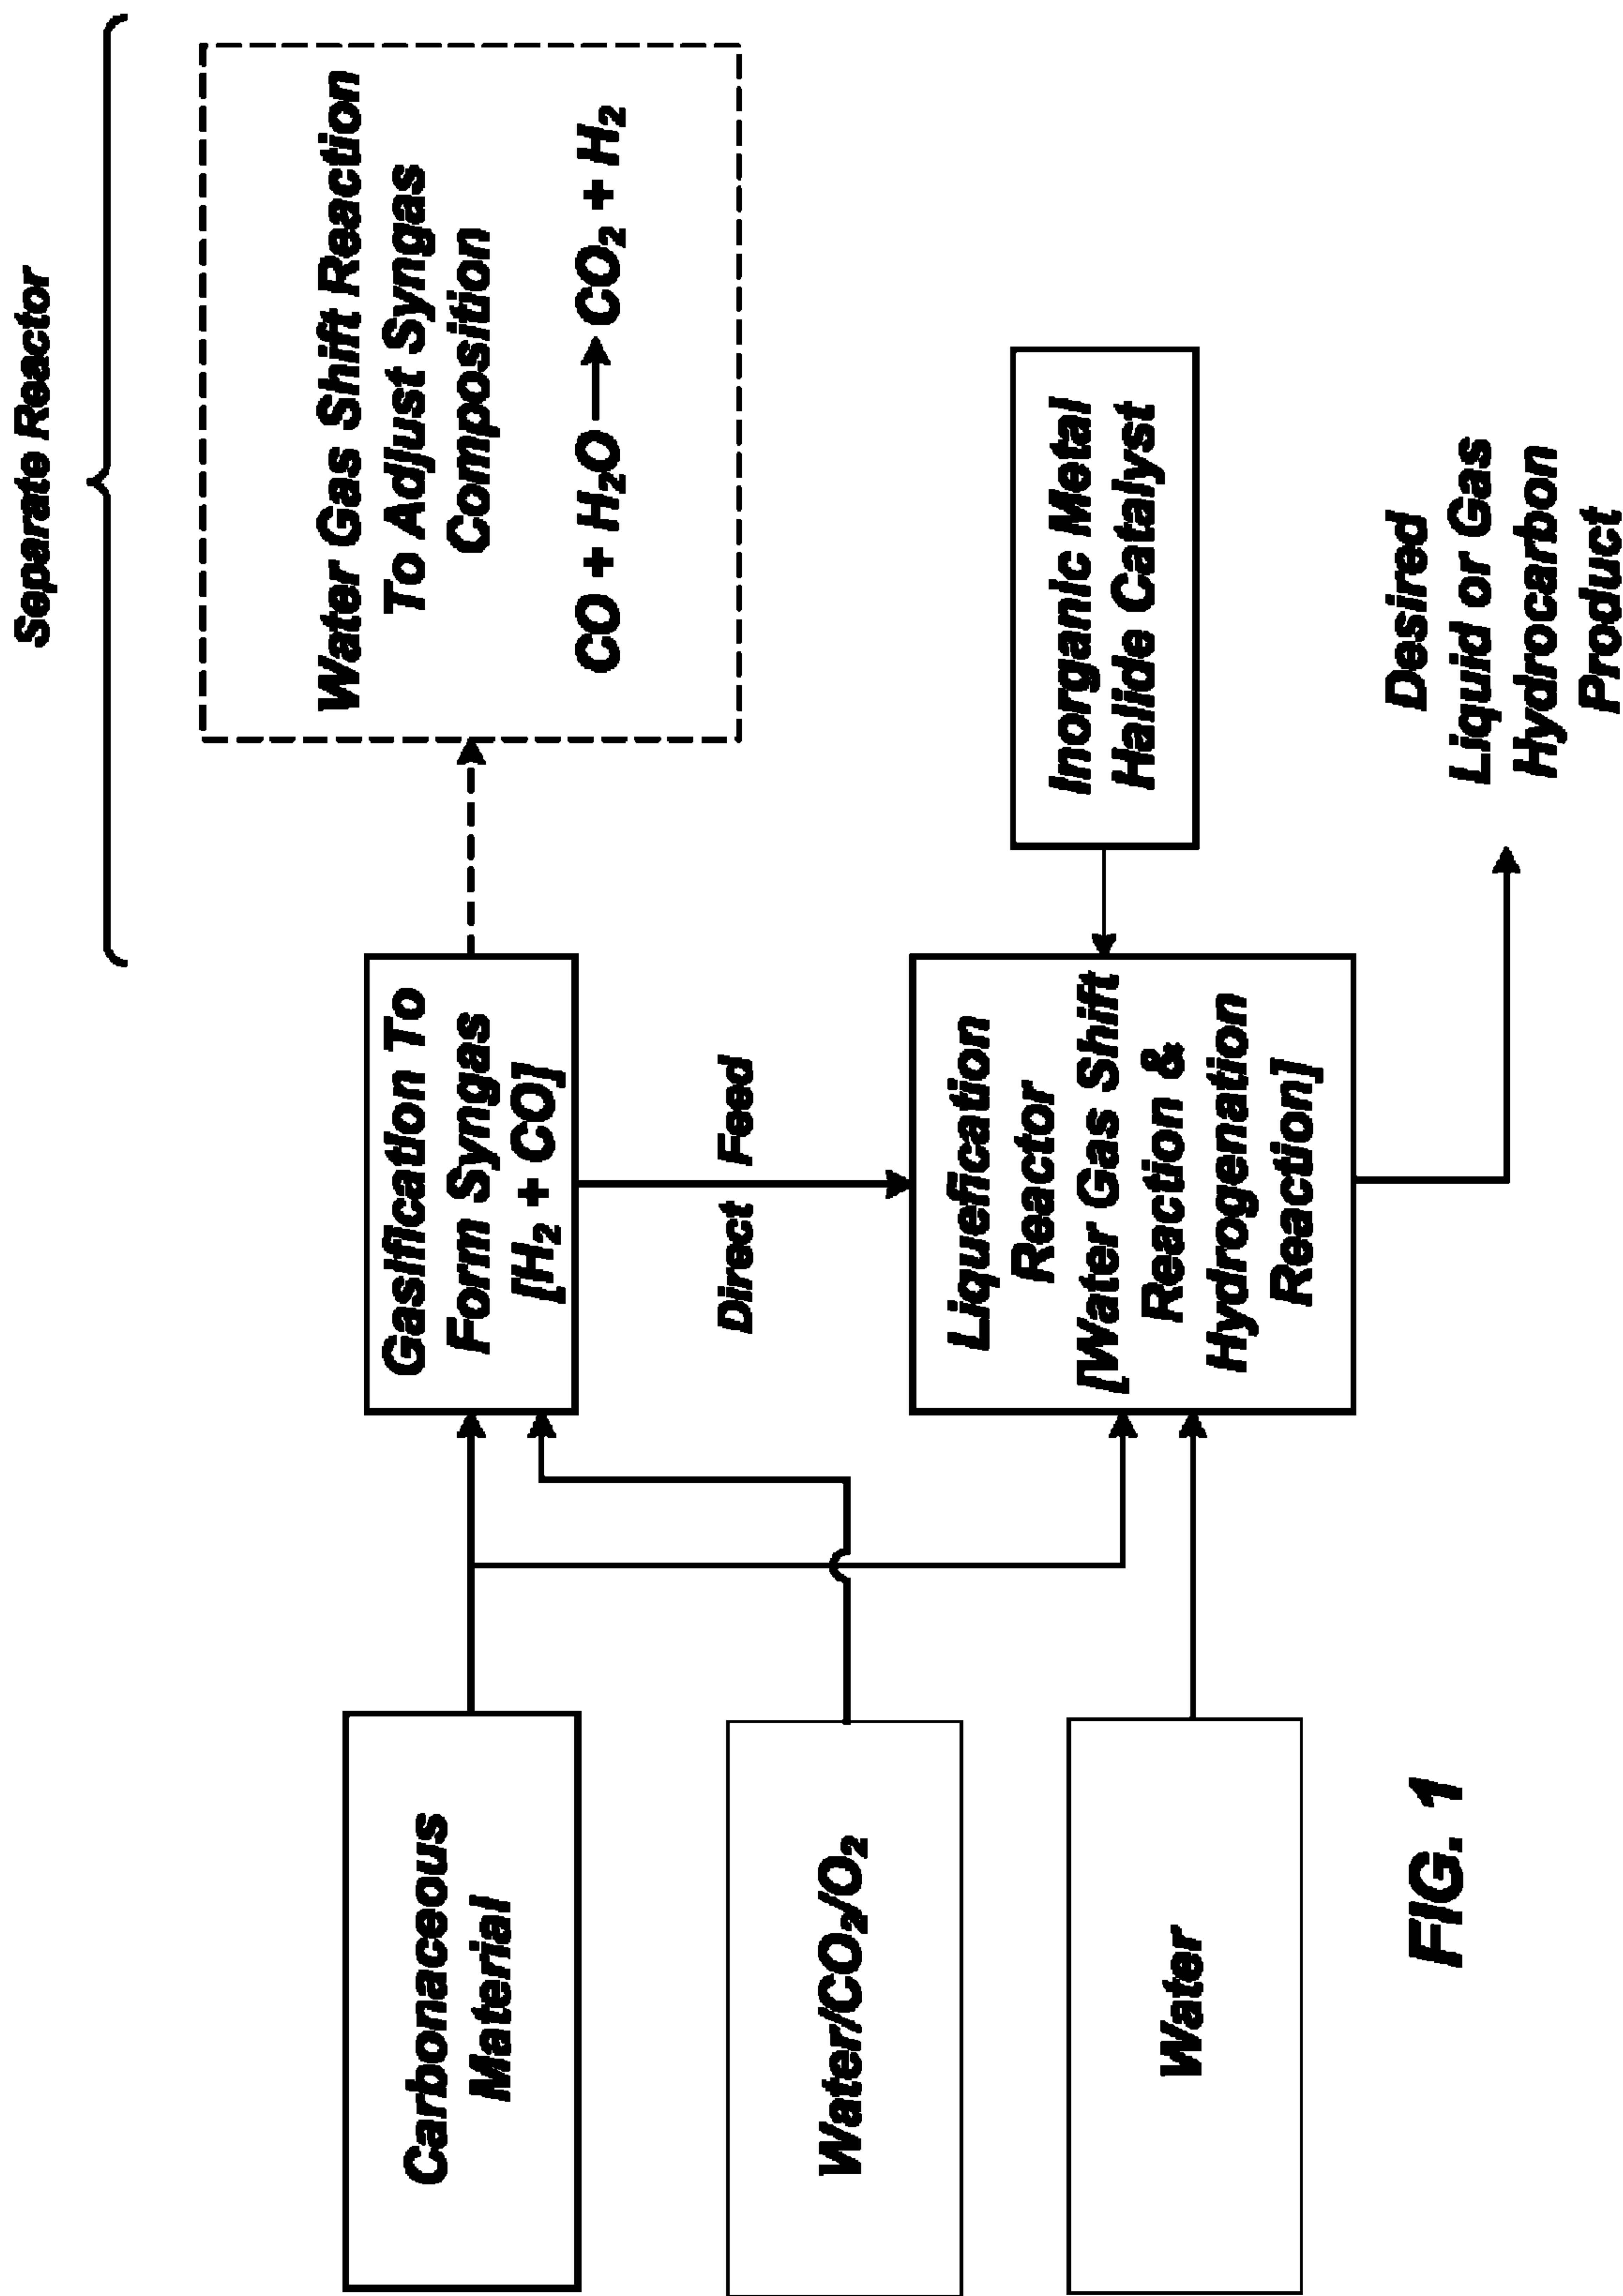 Separate Reactor
Water Gas Shift Reaction
To Adjust Syngas
Composition
CO + H₂O → CO₂ + H₂
Gasification To
Form Syngas
[H₂ + CO]
Carbonaceous
Material
Direct Feed
Water/CO₂/O₂
Inorganic Metal
Halide Catalyst
Liquefication
Reactor
[Water Gas Shift
Reaction &
Hydrogenation
Reaction]
Water
Desired
Liquid or Gas
Hydrocarbon
Product
FIG. 1